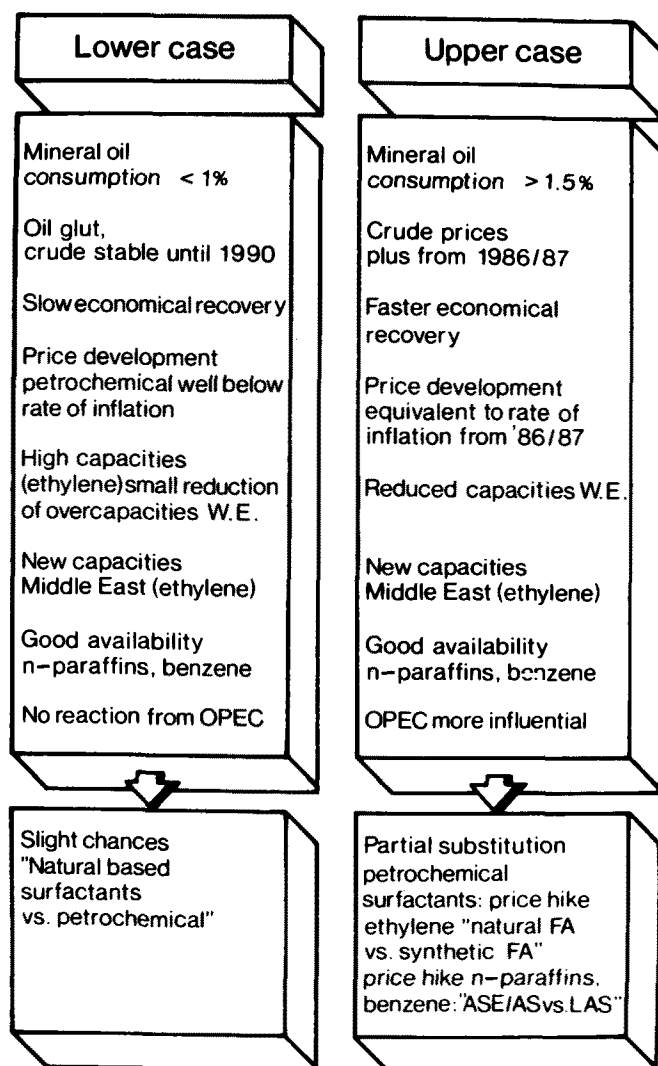 Lower case
Mineral oil
consumption < 1%
Oil glut,
crude stable until 1990
Slow economical recovery
Price development
petrochemical well below
rate of inflation
High capacities
(ethylene) small reduction
of overcapacities W.E.
New capacities
Middle East (ethylene)
Good availability
n-paraffins, benzene
No reaction from OPEC
Slight chances
"Natural based
surfactants
vs. petrochemical"
Upper case
Mineral oil
consumption > 1.5%
Crude prices
plus from 1986/87
Faster economical
recovery
Price development
equivalent to rate of
inflation from '86/87
Reduced capacities W.E.
New capacities
Middle East (ethylene)
Good availability
n-paraffins, benzene
OPEC more influential
Partial substitution
petrochemical
surfactants: price hike
ethylene "natural FA
vs. synthetic FA"
price hike n-paraffins,
benzene: "ASE/AS vs. LAS"